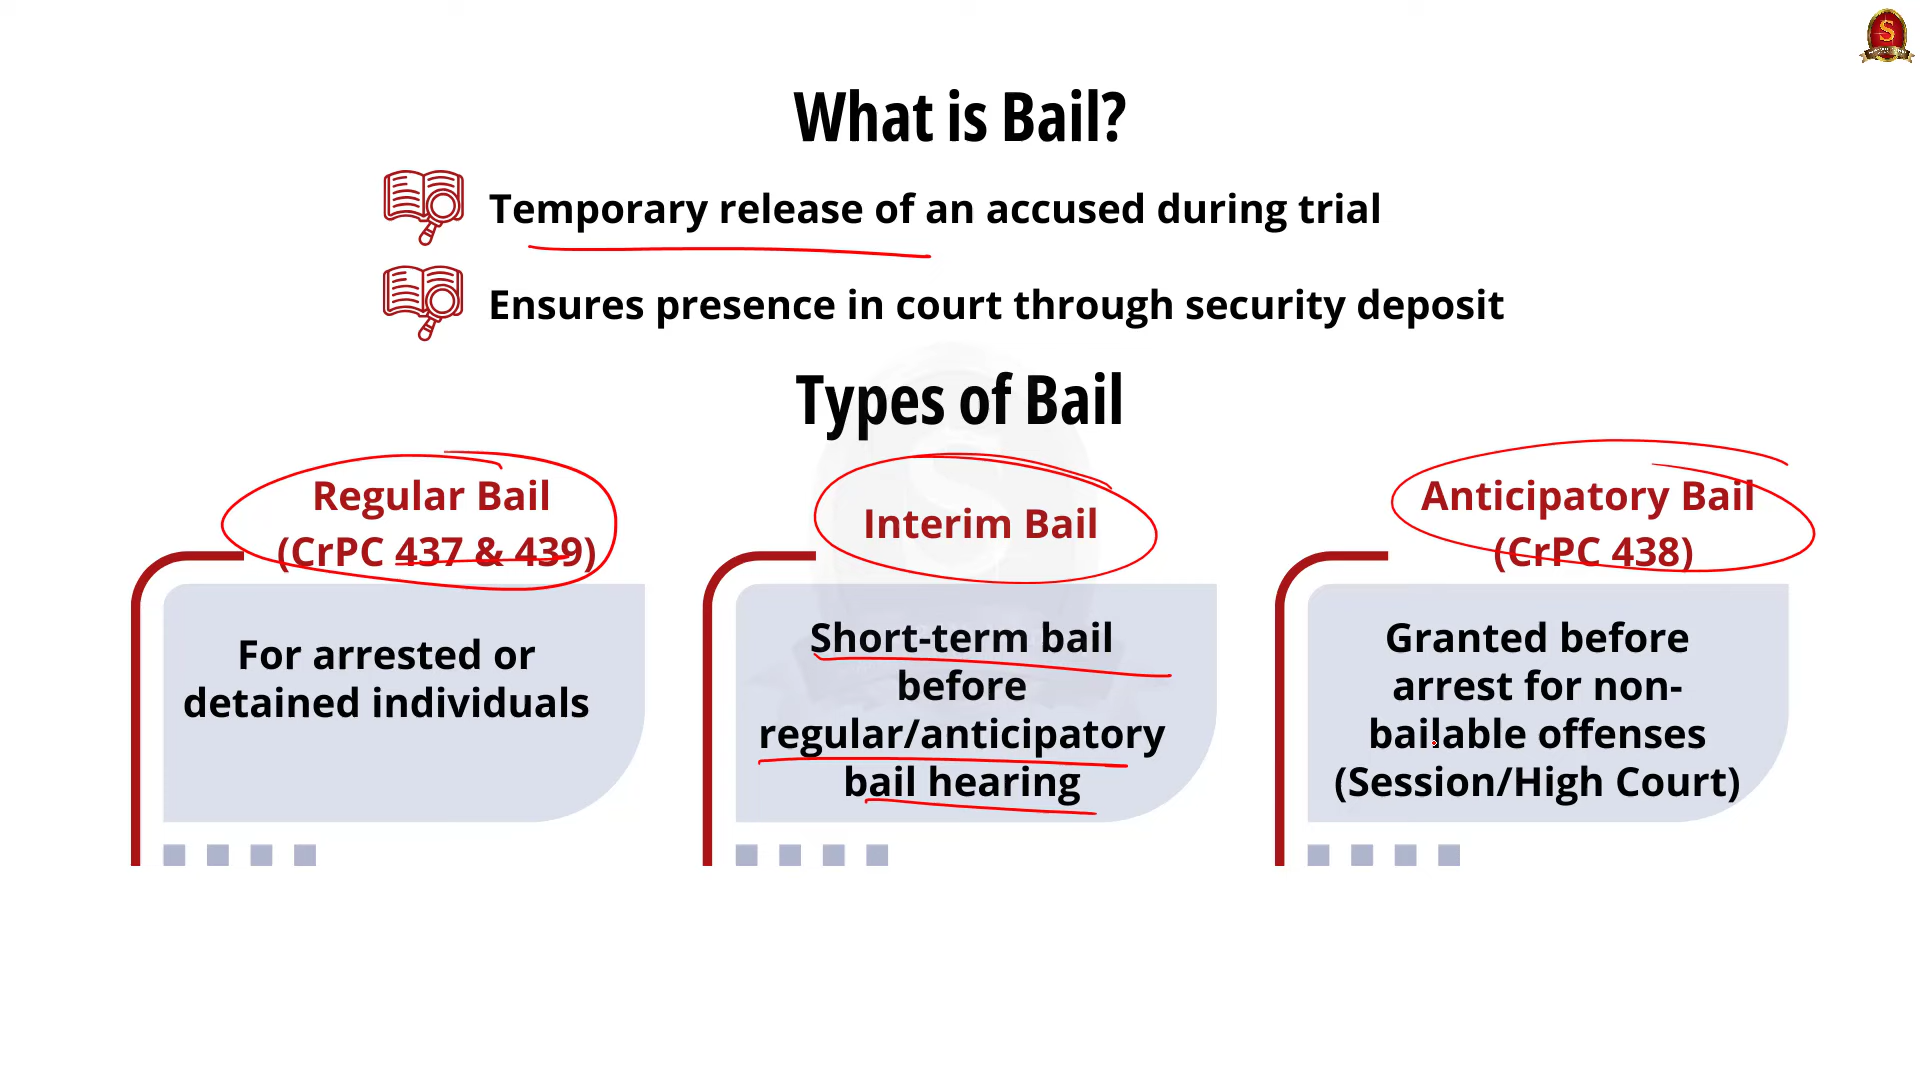 What is Bail?
Temporary release of an accused during trial
Ensures presence in court through security deposit
Types of Bail
Regular Bail
(CrPC 437 & 439)
For arrested or
detained individuals
Interim Bail
Short-term bail
before
regular/anticipatory
bail hearing
Anticipatory Bail
(CrPC 438)
Granted before
arrest for non-
bailable offenses
(Session/High Court)
S